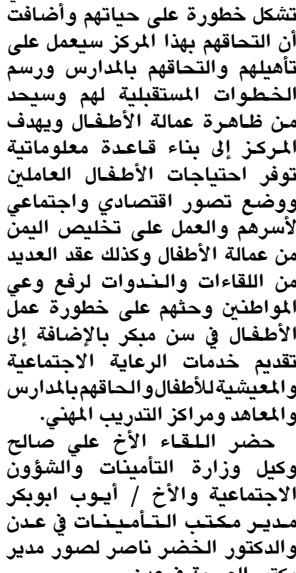 تشكل خطورة على حياتهم وأضافت
أن التحاقهم بهذا المركز سيعمل على
تأهيلهم والتحاقهم بالمدارس ورسم
الخطوات المستقبلية لهم وسيحد
من ظاهرة عمالة الأطفال ويهدف
المركز إلى بناء قاعدة معلوماتية
توفر احتياجات الأطفال العاملين
ووضع تصور اقتصادي واجتماعي
لأسرهم والعمل على تخليص اليمن
من عمالة الأطفال وكذلك عقد العديد
من اللقاءات والندوات لرفع وعي
المواطنين وحثهم على خطورة عمل
الأطفال في سن مبكر بالإضافة إلى
تقديم خدمات الرعاية الاجتماعية
والمعيشية للأطفال والحاقهم بالمدارس
والمعاهد ومراكز التدريب المهني.
حضر اللقاء الأخ علي صالح
وكيل وزارة التأمينات والشؤون
الاجتماعية والأخ / أيوب ابوبكر
مدير مكتب التأمينات في عدن
والدكتور الخضر ناصر لصور مدير